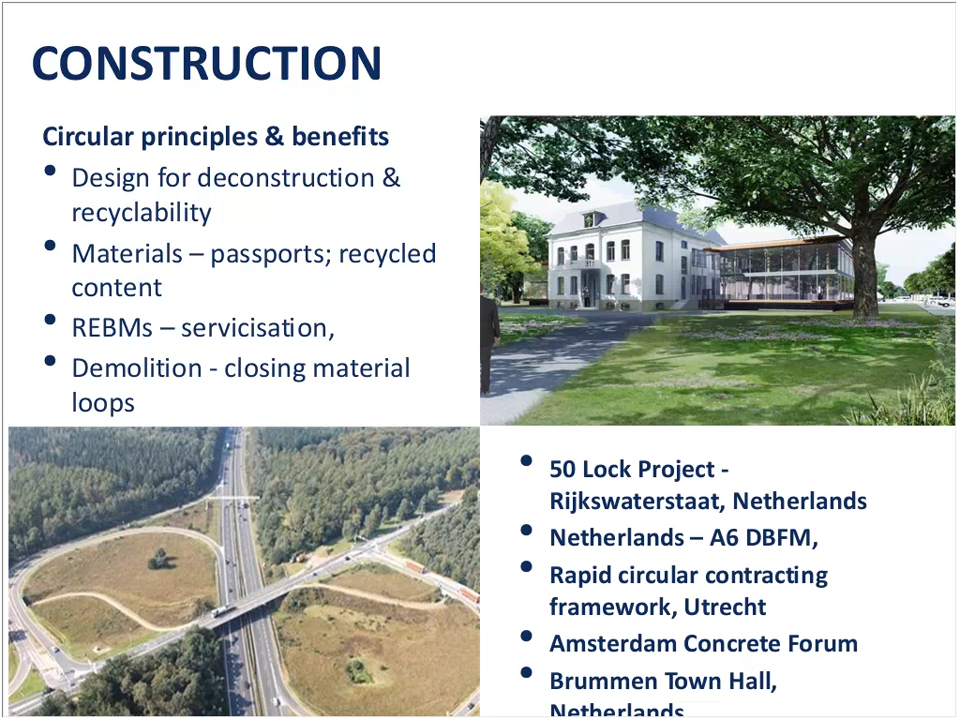 CONSTRUCTION
Circular principles & benefits
• Design for deconstruction &
recyclability
• Materials – passports; recycled
content
• REBMs – servicisation,
• Demolition - closing material
loops
• 50 Lock Project -
Rijkswaterstaat, Netherlands
• Netherlands – A6 DBFM,
• Rapid circular contracting
framework, Utrecht
• Amsterdam Concrete Forum
• Brummen Town Hall,
Netherlands